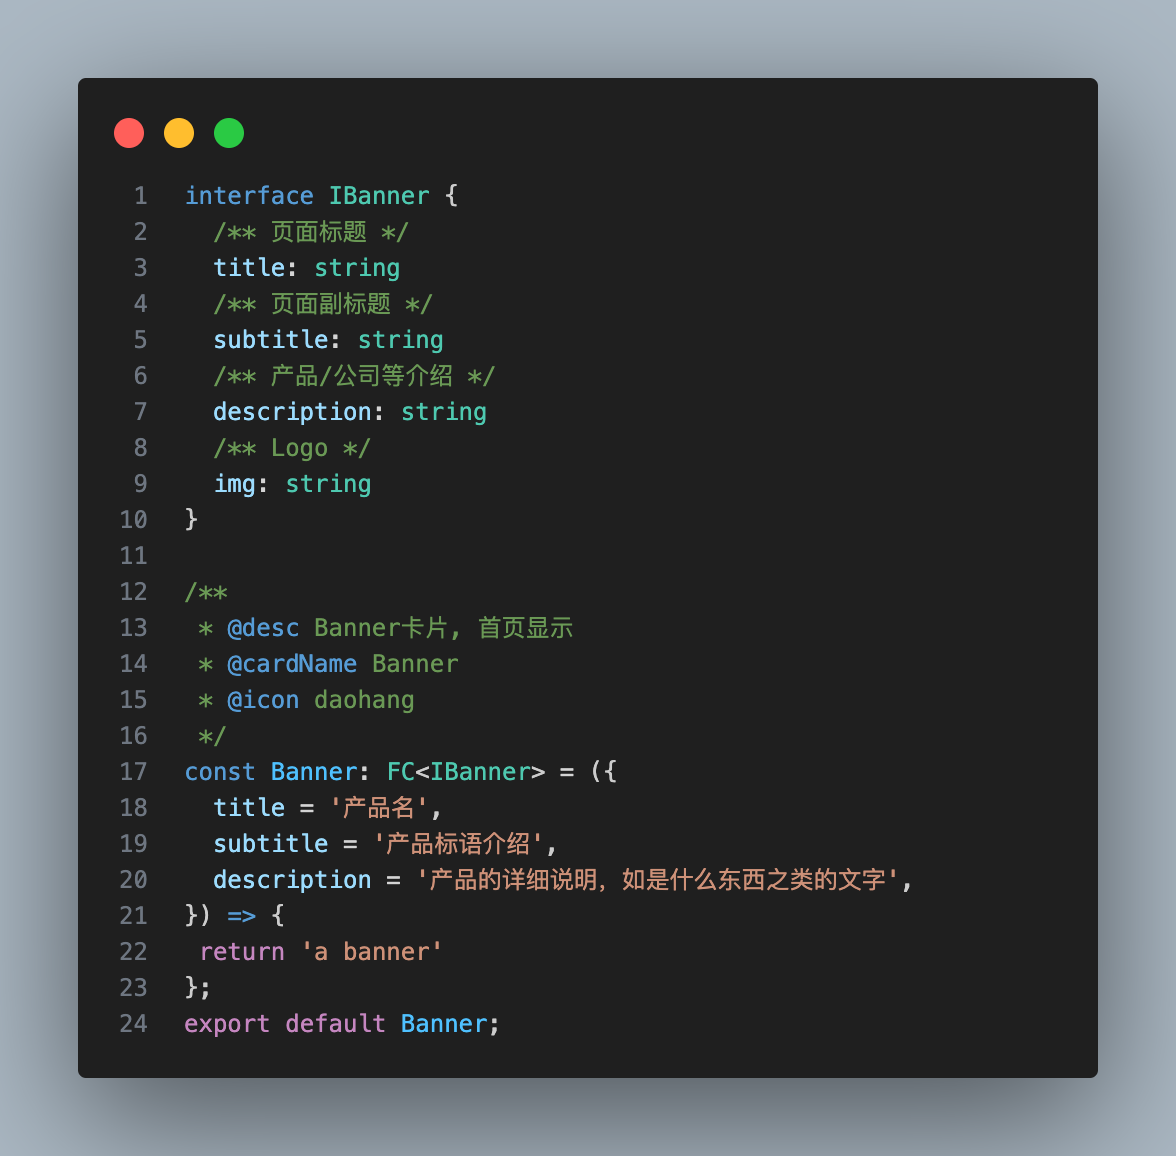 1 interface IBanner {
2   /** 页面标题 */
3   title: string
4   /** 页面副标题 */
5   subtitle: string
6   /** 产品/公司等介绍 */
7   description: string
8   /** Logo */
9   img: string
10 }
11
12 /**
13  * @desc Banner卡片, 首页显示
14  * @cardName Banner
15  * @icon daohang
16  */
17 const Banner: FC<IBanner> = ({
18   title = '产品名',
19   subtitle = '产品标语介绍',
20   description = '产品的详细说明，如是什么东西之类的文字',
21 }) => {
22  return 'a banner'
23 };
24 export default Banner;